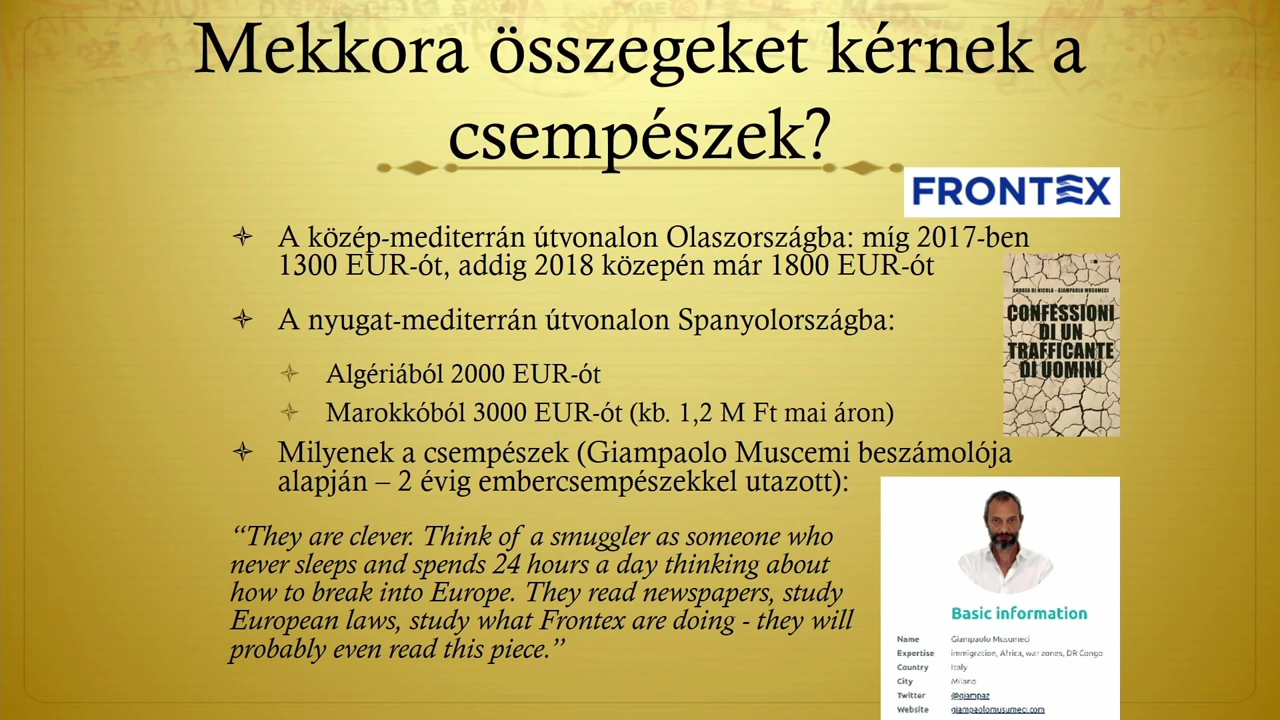 Mekkora összegeket kérnek a
csempészek?
FRONTEX
A közép-mediterrán útvonalon Olaszországba: míg 2017-ben
1300 EUR-ót, addig 2018 közepén már 1800 EUR-ót
ANDREA DI NICOLA - GIAMPAOLO MUSUMECI
CONFESSIONI
DI UN
TRAFFICANTE
DI UOMINI
A nyugat-mediterrán útvonalon Spanyolországba:
Algériából 2000 EUR-ót
Marokkóból 3000 EUR-ót (kb. 1,2 M Ft mai áron)
Milyenek a csempészek (Giampaolo Muscemi beszámolója
alapján – 2 évig embercsempészekkel utazott):
“They are clever. Think of a smuggler as someone who
never sleeps and spends 24 hours a day thinking about
how to break into Europe. They read newspapers, study
European laws, study what Frontex are doing - they will
probably even read this piece.”
Basic information
Name Giampaolo Musumeci
Expertise immigration, Africa, war zones, DR Congo
Country Italy
City Milano
Twitter @giampaz
Website giampaolomusumeci.com